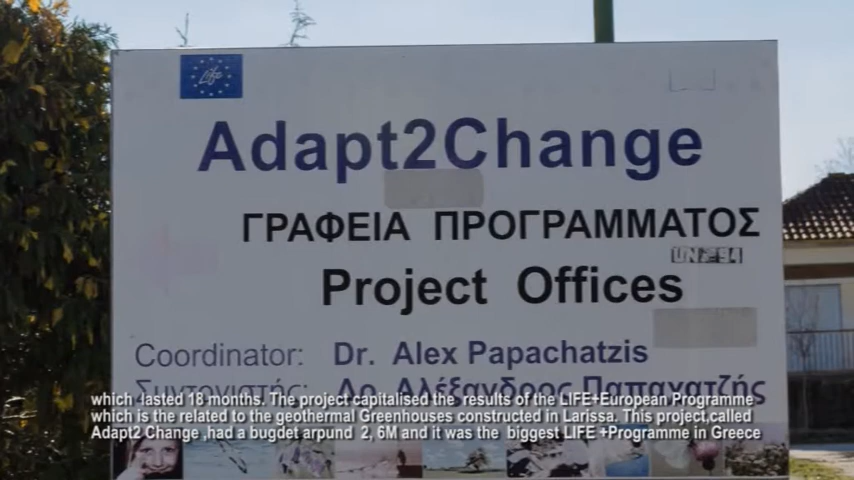 Life
Adapt2Change
ΓΡΑΦΕΙΑ ΠΡΟΓΡΑΜΜΑΤΟΣ
Project Offices
Coordinator: Dr. Alex Papachatzis
Συντονιστής: Δρ. Αλέξανδρος Παπαχατζής
which lasted 18 months. The project capitalised the results of the LIFE+European Programme
which is the related to the geothermal Greenhouses constructed in Larissa. This project,called
Adapt2 Change ,had a bugdet arpund 2, 6M and it was the biggest LIFE +Programme in Greece